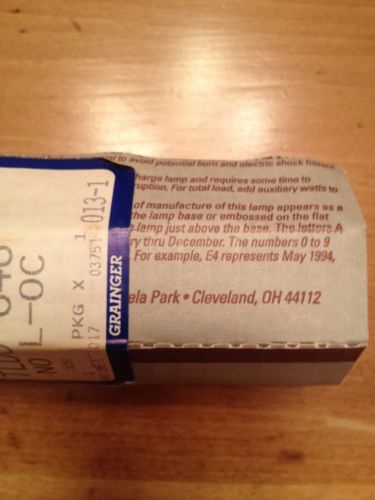 to avoid potential burn and electric shock
charge lamp and requires some time to
ruption. For total load, add auxiliary watts to
of manufacture of this lamp appears as a
the lamp base or embossed on the flat
lamp just above the base. The letters A
ry thru December. The numbers 0 to 9
For example, E4 represents May 1994,
ela Park • Cleveland, OH 44112
GRAINGER
013-1
03751
PKG X 1
L-OC
NO
017